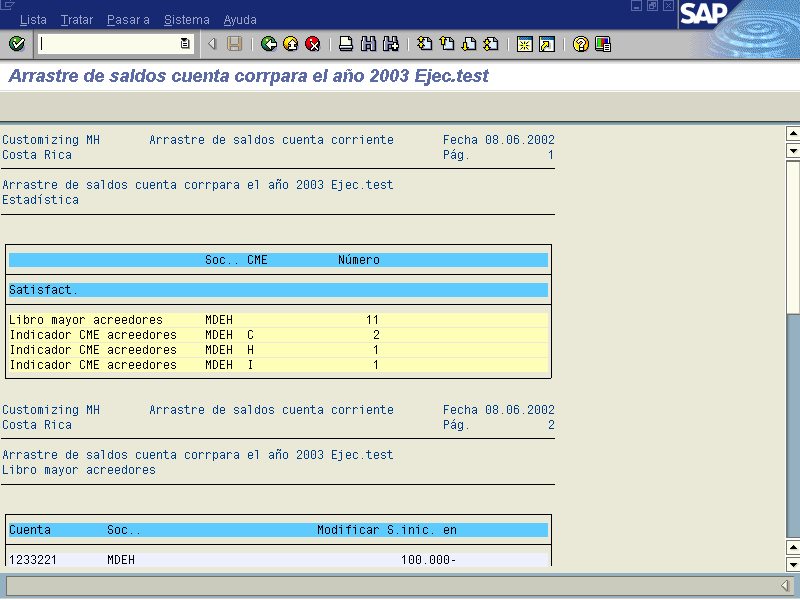 Lista Tratar Pasar a Sistema Ayuda
SAP
Arrastre de saldos cuenta corrpara el año 2003 Ejec.test
Customizing MH Arrastre de saldos cuenta corriente Fecha 08.06.2002
Costa Rica Pág. 1
Arrastre de saldos cuenta corrpara el año 2003 Ejec.test
Estadística
Soc.. CME Número
Satisfact.
Libro mayor acreedores MDEH 11
Indicador CME acreedores MDEH C 2
Indicador CME acreedores MDEH H 1
Indicador CME acreedores MDEH I 1
Customizing MH Arrastre de saldos cuenta corriente Fecha 08.06.2002
Costa Rica Pág. 2
Arrastre de saldos cuenta corrpara el año 2003 Ejec.test
Libro mayor acreedores
Cuenta Soc.. Modificar S.inic. en
1233221 MDEH 100.000-